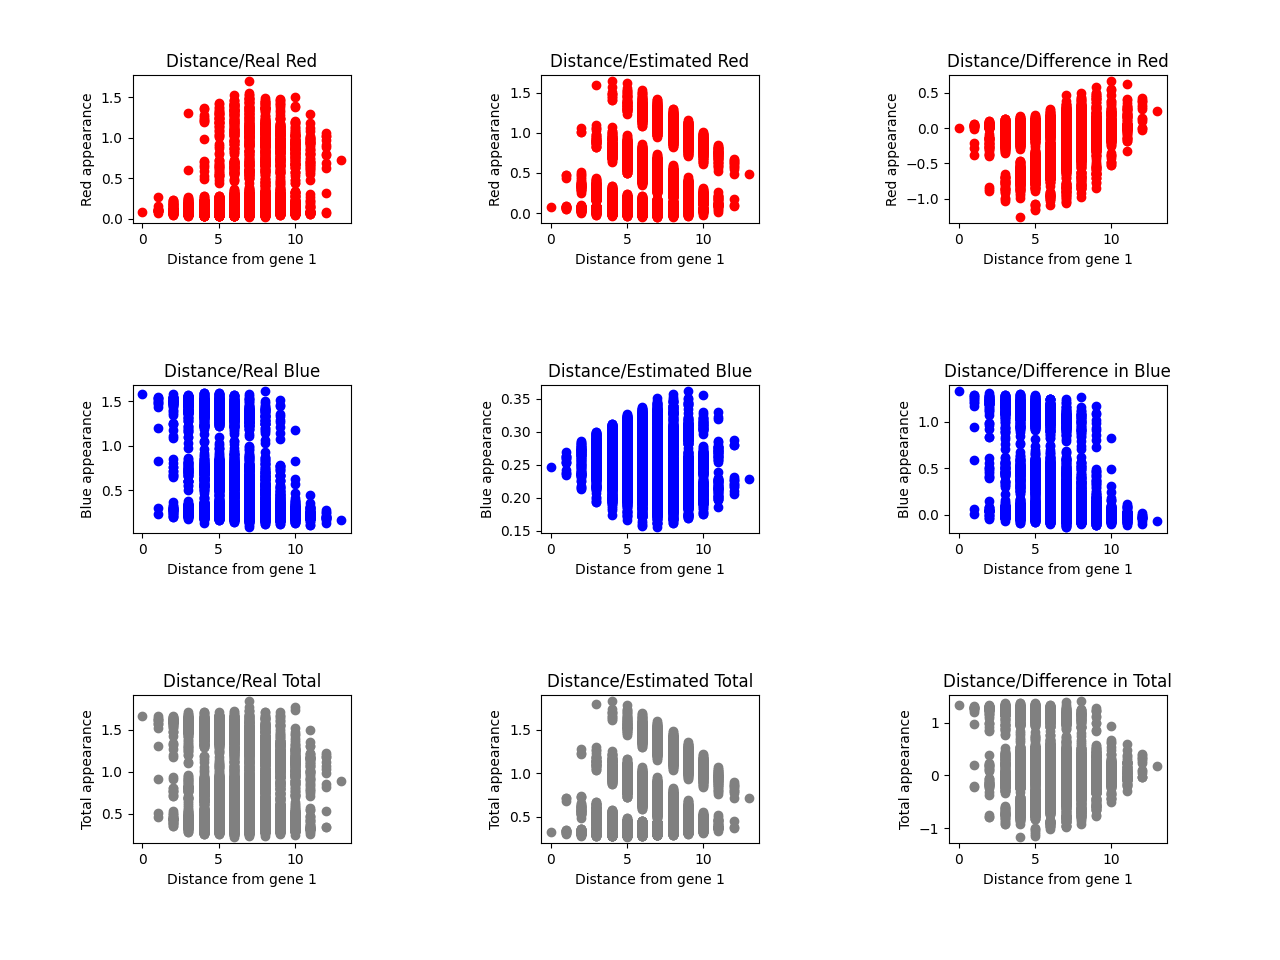 Distance/Real Red
Red appearance
1.5
1.0
0.5
0.0
0
5
10
Distance from gene 1
Distance/Estimated Red
Red appearance
1.5
1.0
0.5
0.0
0
5
10
Distance from gene 1
Distance/Difference in Red
Red appearance
0.5
0.0
−0.5
−1.0
0
5
10
Distance from gene 1
Distance/Real Blue
Blue appearance
1.5
1.0
0.5
0
5
10
Distance from gene 1
Distance/Estimated Blue
Blue appearance
0.35
0.30
0.25
0.20
0.15
0
5
10
Distance from gene 1
Distance/Difference in Blue
Blue appearance
1.0
0.5
0.0
0
5
10
Distance from gene 1
Distance/Real Total
Total appearance
1.5
1.0
0.5
0
5
10
Distance from gene 1
Distance/Estimated Total
Total appearance
1.5
1.0
0.5
0
5
10
Distance from gene 1
Distance/Difference in Total
Total appearance
1
0
−1
0
5
10
Distance from gene 1